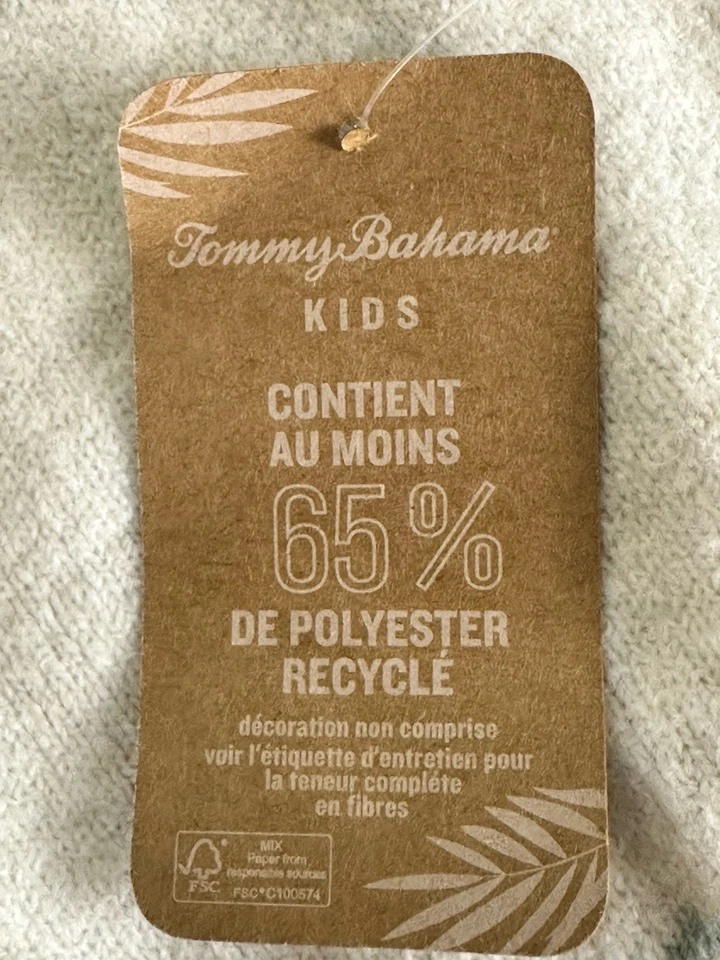 Tommy Bahama
KIDS
CONTIENT
AU MOINS
65%
DE POLYESTER
RECYCLÉ
décoration non comprise
voir l'étiquette d'entretien pour
la teneur compléte
en fibres
MIX
Paper from
responsible sources
FSC® C100574
FSC